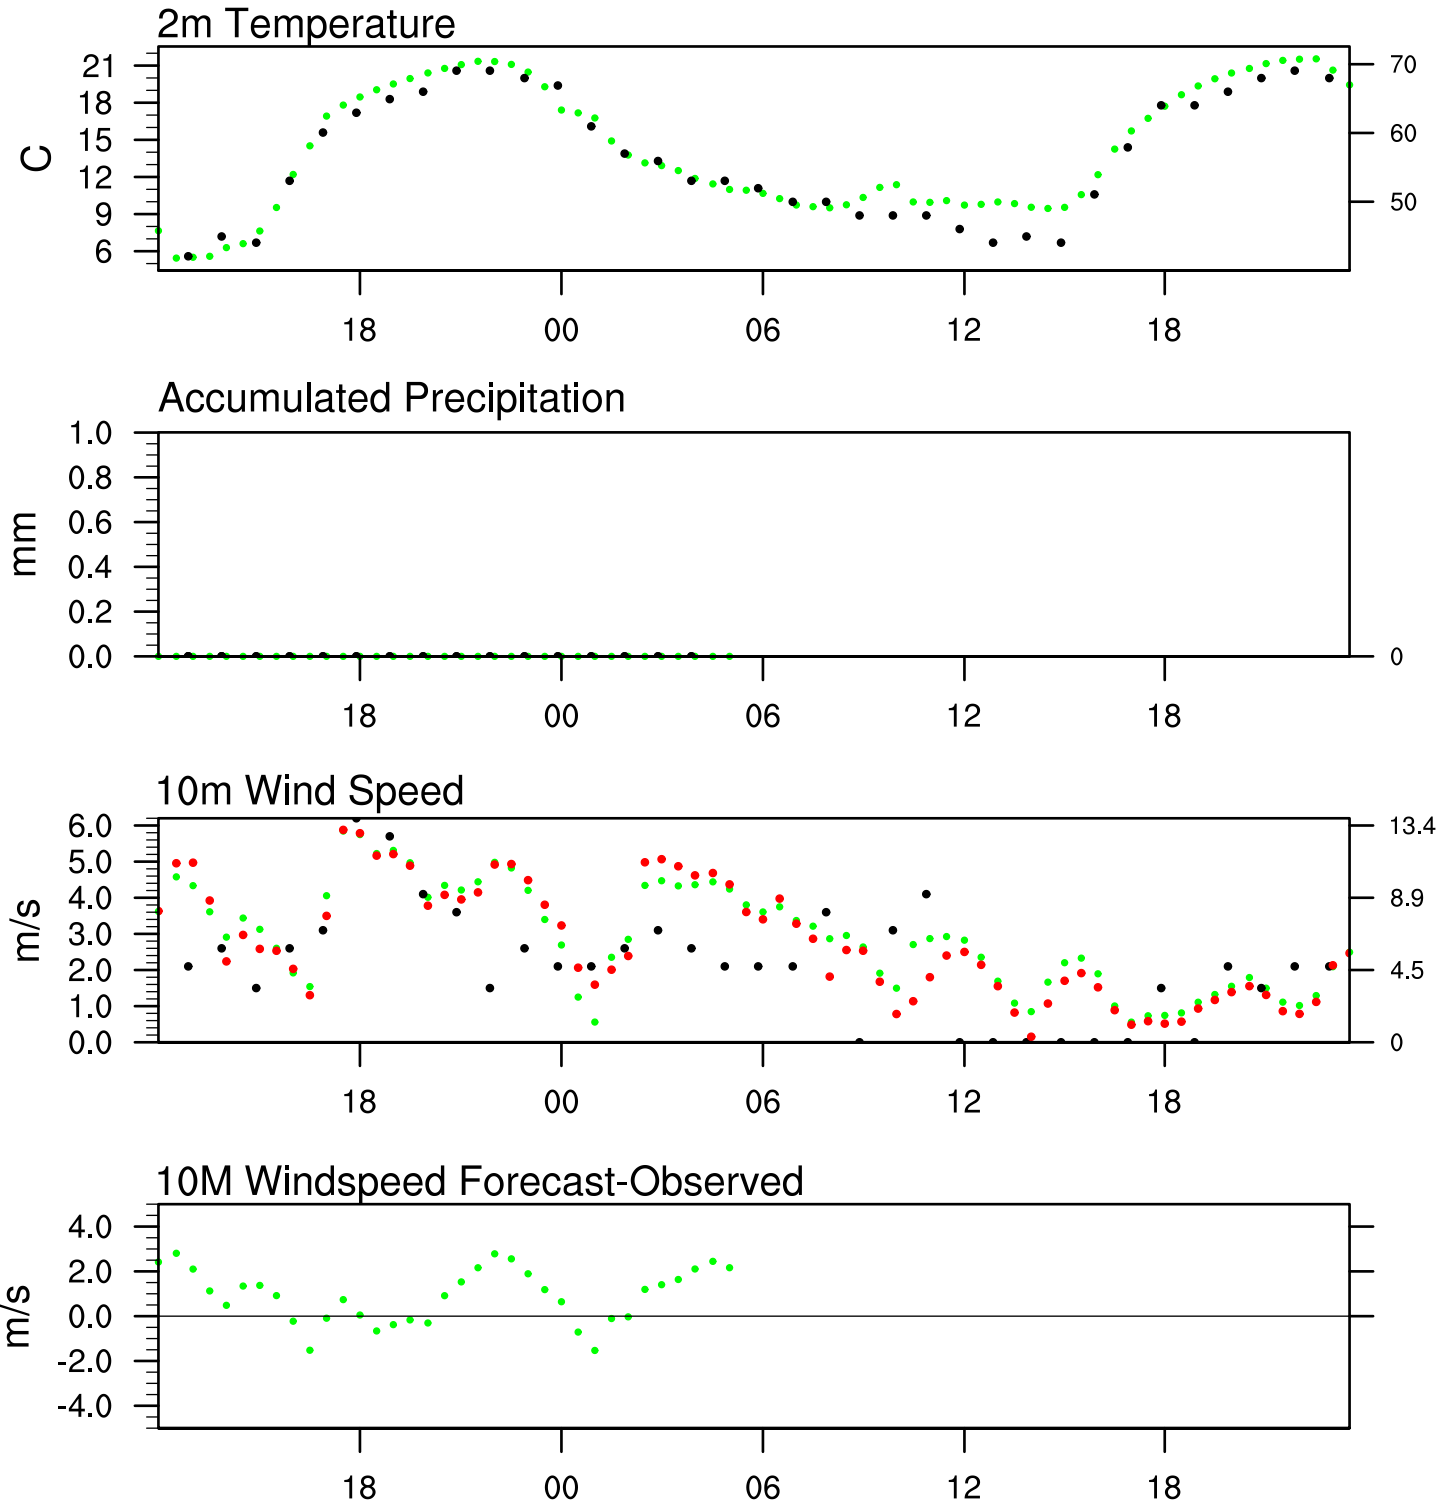 2m Temperature
21
18
15
12
9
6
C
70
60
50
18 00 06 12 18
Accumulated Precipitation
1.0
0.8
0.6
0.4
0.2
0.0
mm
0
18 00 06 12 18
10m Wind Speed
6.0
5.0
4.0
3.0
2.0
1.0
0.0
m/s
13.4
8.9
4.5
0
18 00 06 12 18
10M Windspeed Forecast-Observed
4.0
2.0
0.0
-2.0
-4.0
m/s
18 00 06 12 18